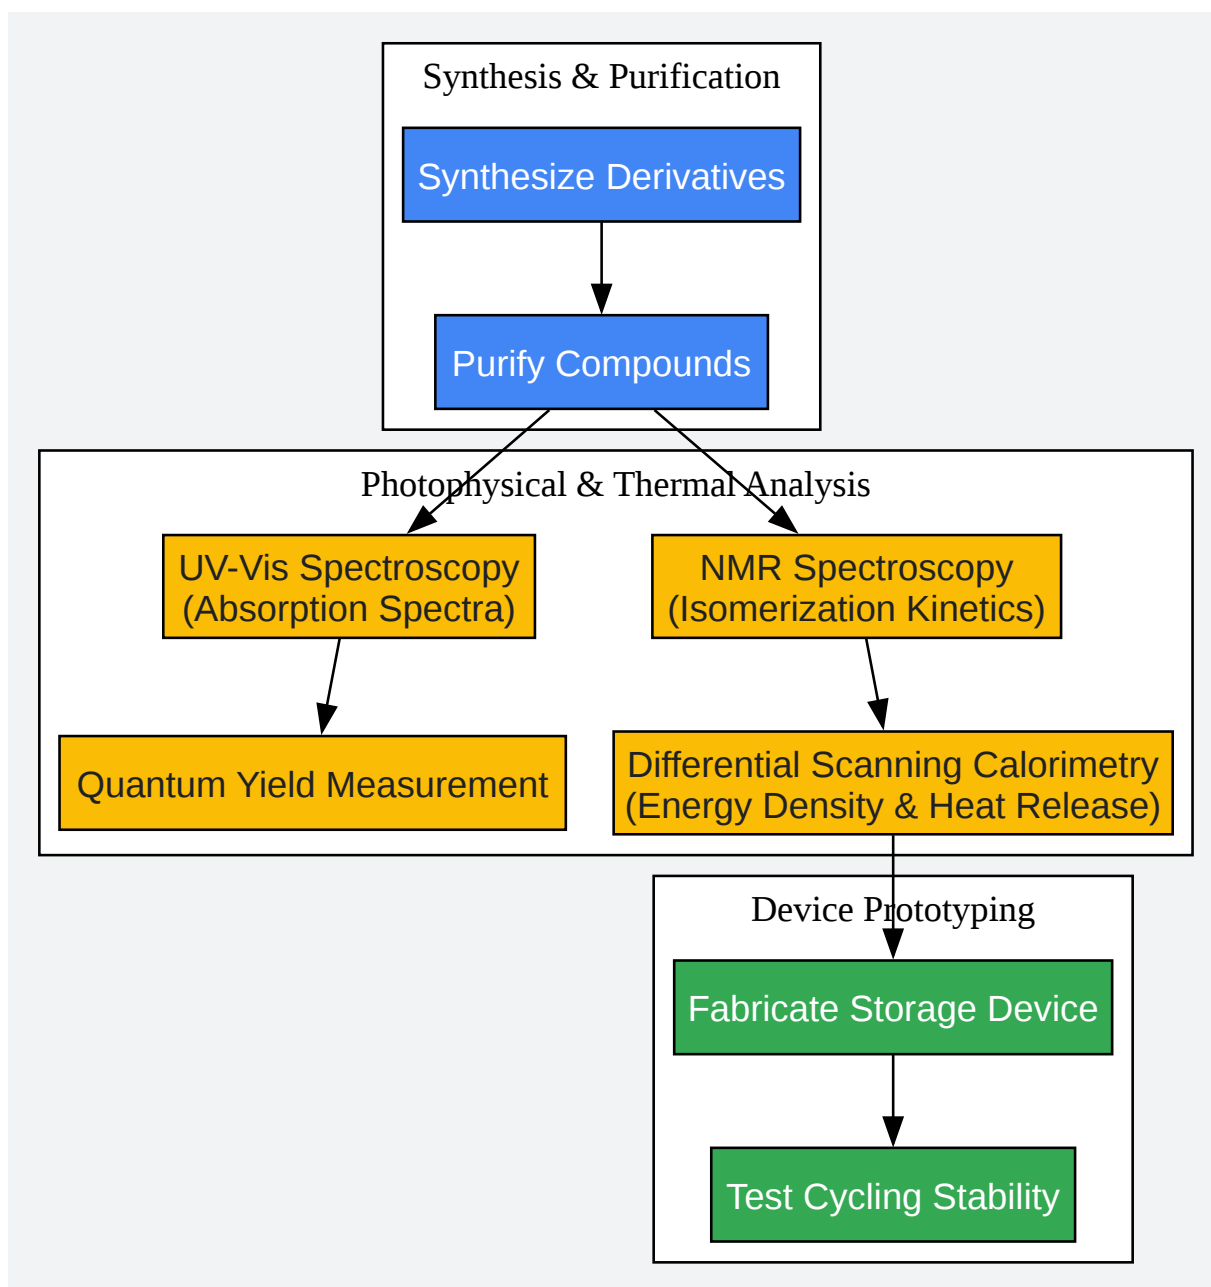 Synthesis & Purification
Synthesize Derivatives
Purify Compounds
Photophysical & Thermal Analysis
UV-Vis Spectroscopy
(Absorption Spectra)
NMR Spectroscopy
(Isomerization Kinetics)
Quantum Yield Measurement
Differential Scanning Calorimetry
(Energy Density & Heat Release)
Device Prototyping
Fabricate Storage Device
Test Cycling Stability